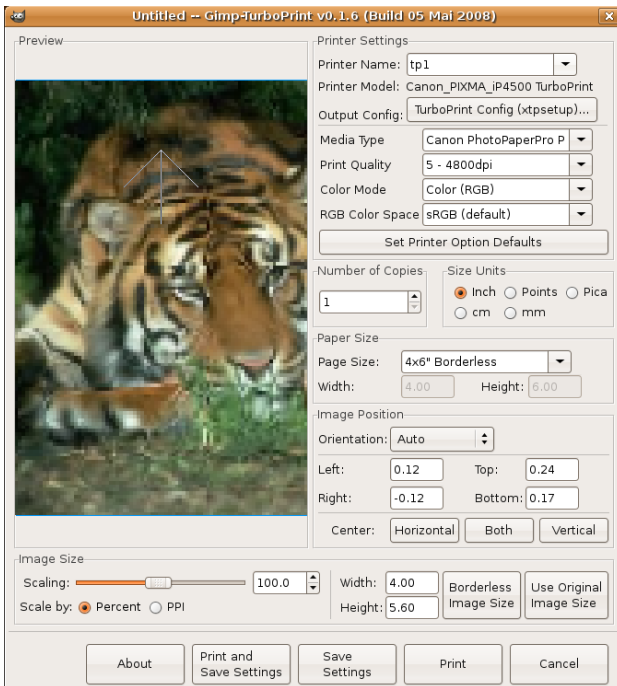 Untitled -- Gimp-TurboPrint v0.1.6 (Build 05 Mai 2008)
Preview
Printer Settings
Printer Name: tp1
Printer Model: Canon_PIXMA_iP4500 TurboPrint
Output Config: TurboPrint Config (xtpsetup)...
Media Type Canon PhotoPaperPro P
Print Quality 5 - 4800dpi
Color Mode Color (RGB)
RGB Color Space sRGB (default)
Set Printer Option Defaults
Number of Copies
1
Size Units
Inch Points Pica
cm mm
Paper Size
Page Size: 4x6" Borderless
Width: 4.00 Height: 6.00
Image Position
Orientation: Auto
Left: 0.12 Top: 0.24
Right: -0.12 Bottom: 0.17
Center: Horizontal Both Vertical
Image Size
Scaling: 100.0
Scale by: Percent PPI
Width: 4.00
Height: 5.60
Borderless
Image Size
Use Original
Image Size
About
Print and
Save Settings
Save
Settings
Print
Cancel